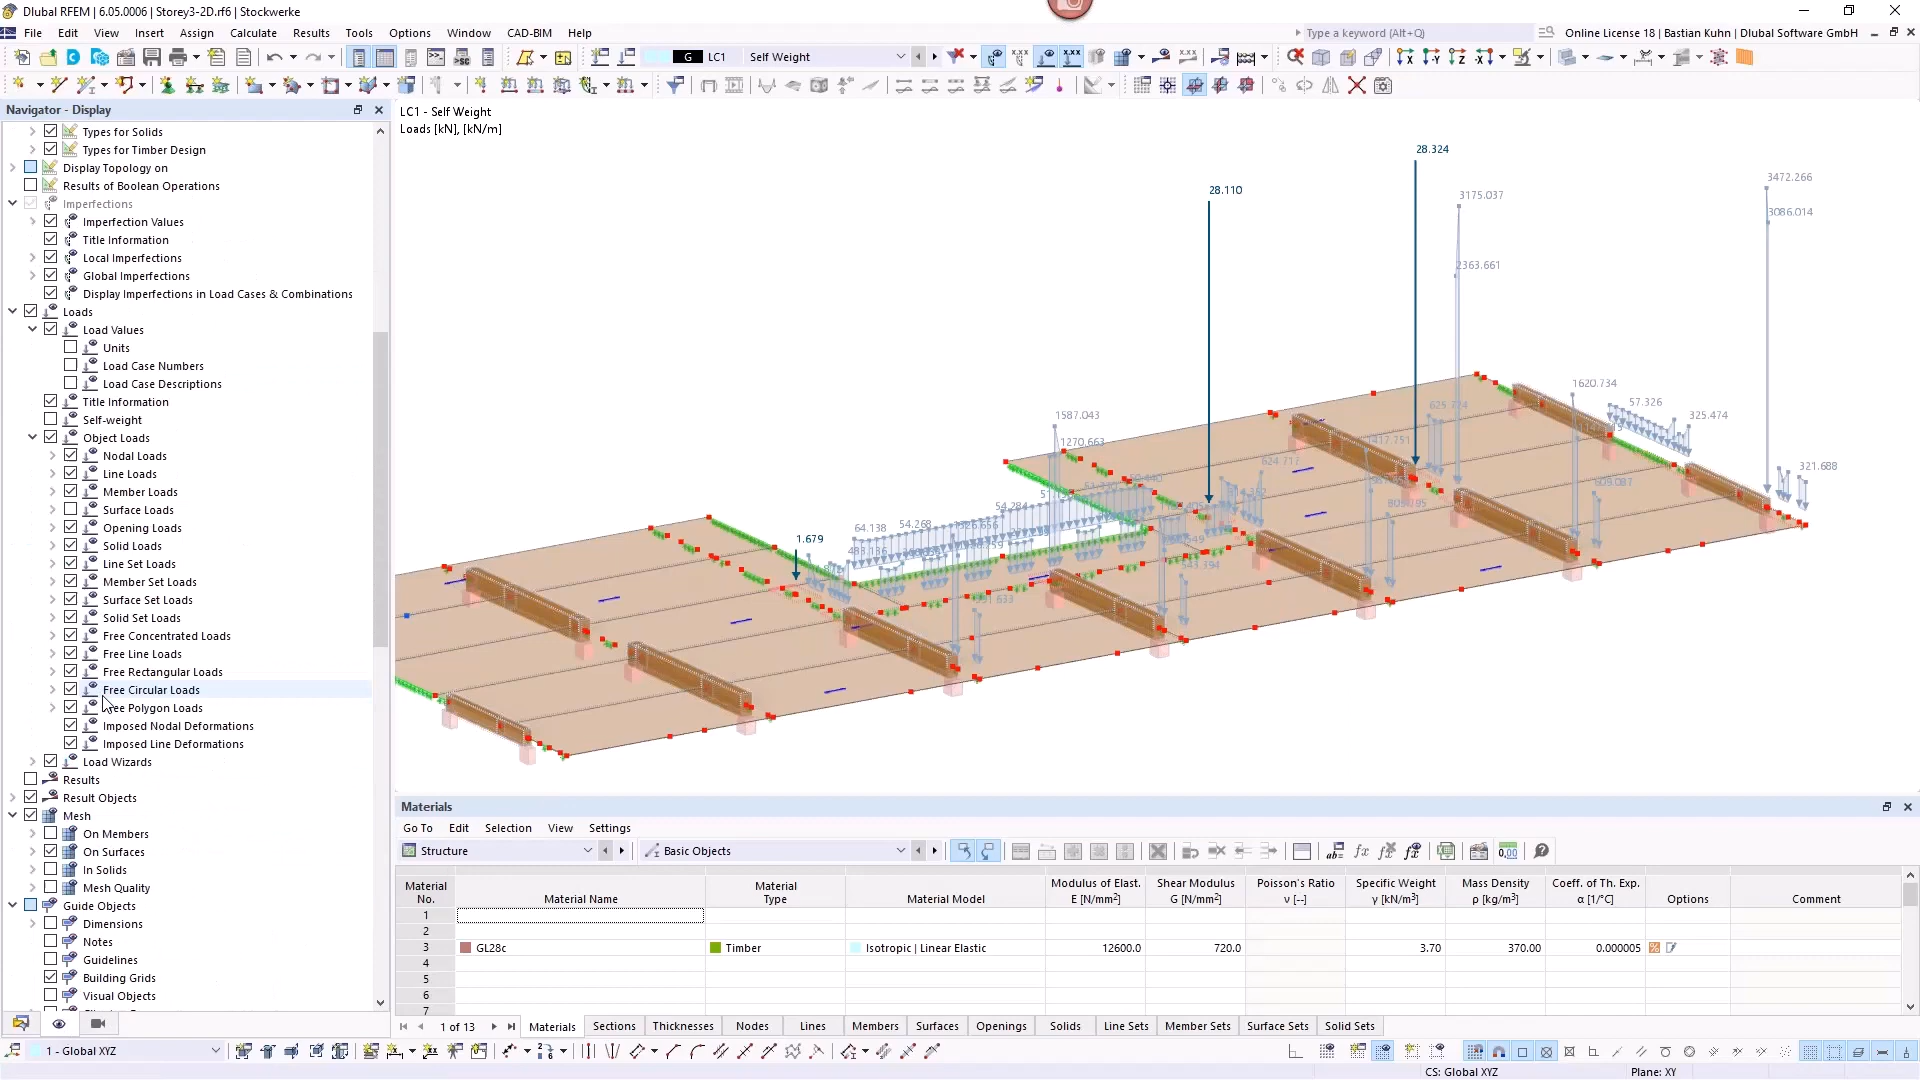 Dlubal RFEM | 6.05.0006 | Storey3-2D.rf6 | Stockwerke
File Edit View Insert Assign Calculate Results Tools Options Window CAD-BIM Help
Type a keyword (Alt+Q)
Online License 18 | Bastian Kuhn | Dlubal Software GmbH
G LC1 Self Weight
Navigator - Display
Types for Solids
Types for Timber Design
Display Topology on
Results of Boolean Operations
Imperfections
Imperfection Values
Title Information
Local Imperfections
Global Imperfections
Display Imperfections in Load Cases & Combinations
Loads
Load Values
Units
Load Case Numbers
Load Case Descriptions
Title Information
Self-weight
Object Loads
Nodal Loads
Line Loads
Member Loads
Surface Loads
Opening Loads
Solid Loads
Line Set Loads
Member Set Loads
Surface Set Loads
Solid Set Loads
Free Concentrated Loads
Free Line Loads
Free Rectangular Loads
Free Circular Loads
Polygon Loads
Imposed Nodal Deformations
Imposed Line Deformations
Load Wizards
Results
Result Objects
Mesh
On Members
On Surfaces
In Solids
Mesh Quality
Guide Objects
Dimensions
Notes
Guidelines
Building Grids
Visual Objects
LC1 - Self Weight
Loads [kN], [kN/m]
28.324
28.110
3472.266
3175.037
3086.014
2363.661
1620.734
57.326
325.474
1587.043
1270.663
321.688
624.717
64.138
54.268
54.284
1.679
Materials
Go To Edit Selection View Settings
Structure
Basic Objects
Material No.
Material Name
Material Type
Material Model
Modulus of Elast. E [N/mm²]
Shear Modulus G [N/mm²]
Poisson's Ratio ν [--]
Specific Weight γ [kN/m³]
Mass Density ρ [kg/m³]
Coeff. of Th. Exp. α [1/°C]
Options
Comment
1
2
3 GL28c Timber Isotropic | Linear Elastic 12600.0 720.0 3.70 370.00 0.000005
4
5
6
7
1 of 13 Materials Sections Thicknesses Nodes Lines Members Surfaces Openings Solids Line Sets Member Sets Surface Sets Solid Sets
1 - Global XYZ
CS: Global XYZ
Plane: XY